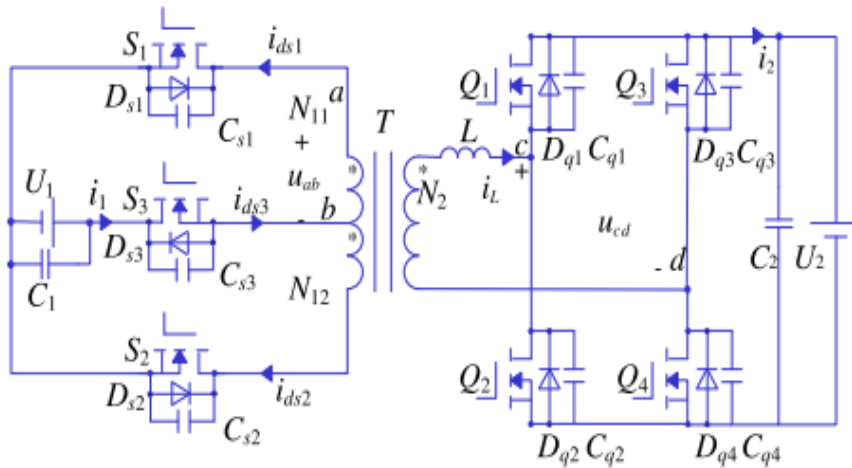 S1
ids1
Ds1
Cs1
N11
a
T
+
uab
-
b
*
*
N12
U1
i1
S3
ids3
Ds3
Cs3
C1
S2
ids2
Ds2
Cs2
*
N2
L
iL
c
+
ucd
- d
Q1
Dq1 Cq1
Q3
Dq3 Cq3
i2
C2
U2
Q2
Dq2 Cq2
Q4
Dq4 Cq4